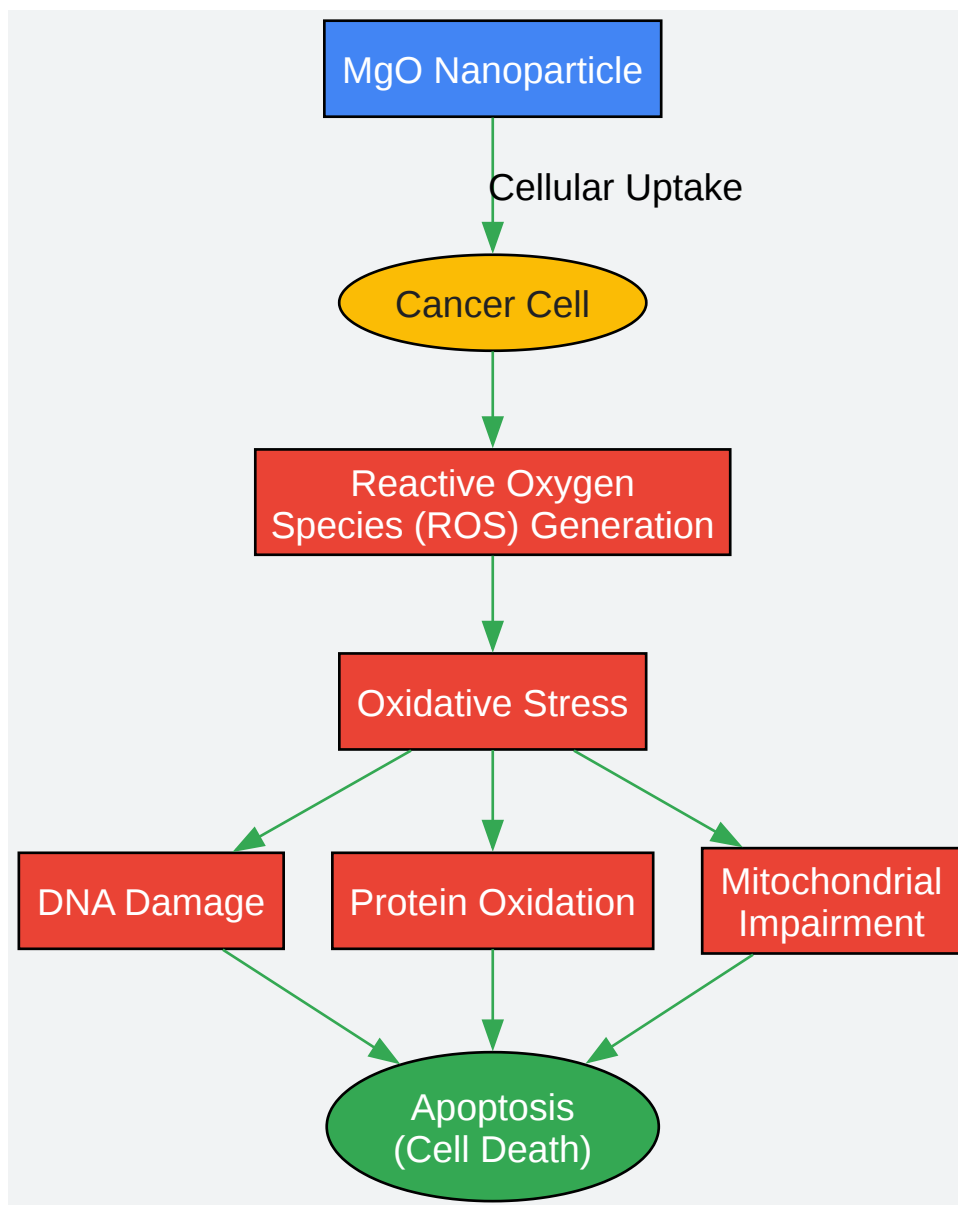 MgO Nanoparticle
Cellular Uptake
Cancer Cell
Reactive Oxygen
Species (ROS) Generation
Oxidative Stress
DNA Damage
Protein Oxidation
Mitochondrial
Impairment
Apoptosis
(Cell Death)